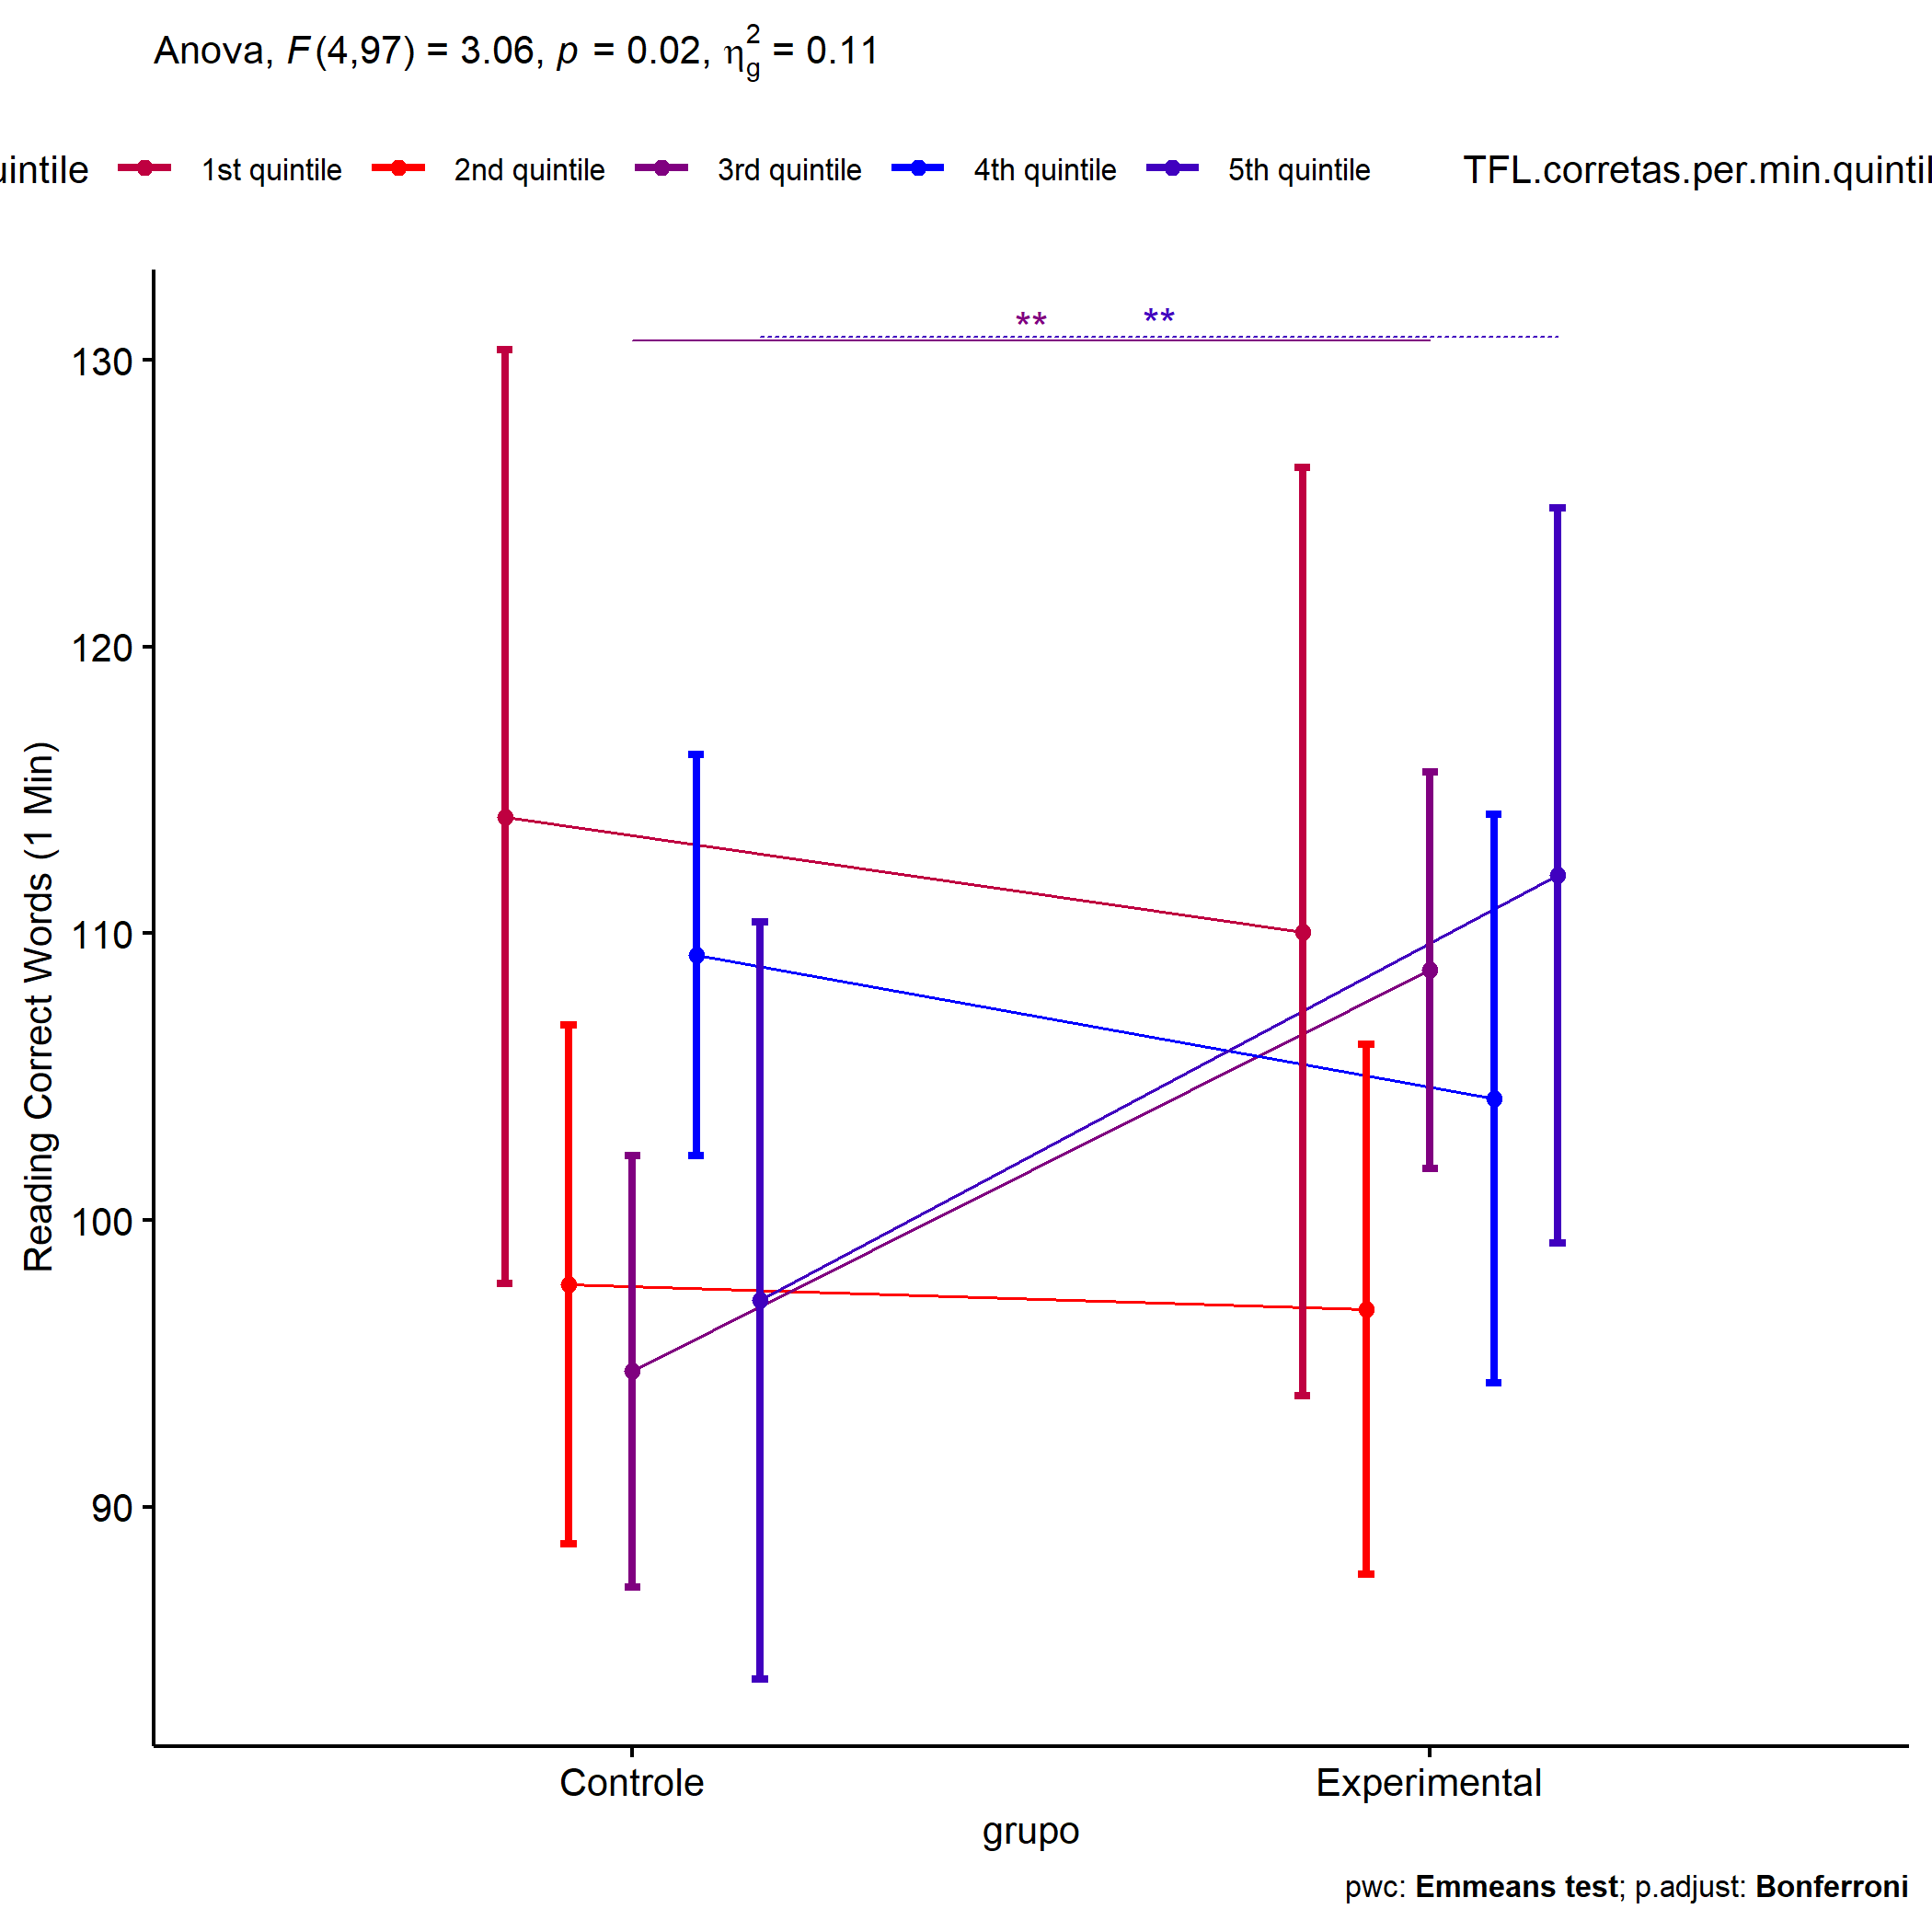 Anova, F(4,97) = 3.06, p = 0.02, η²g = 0.11
uintile 1st quintile 2nd quintile 3rd quintile 4th quintile 5th quintile TFL.corretas.per.min.quintil
** **
130
120
110
100
90
Reading Correct Words (1 Min)
Controle Experimental
grupo
pwc: Emmeans test; p.adjust: Bonferroni